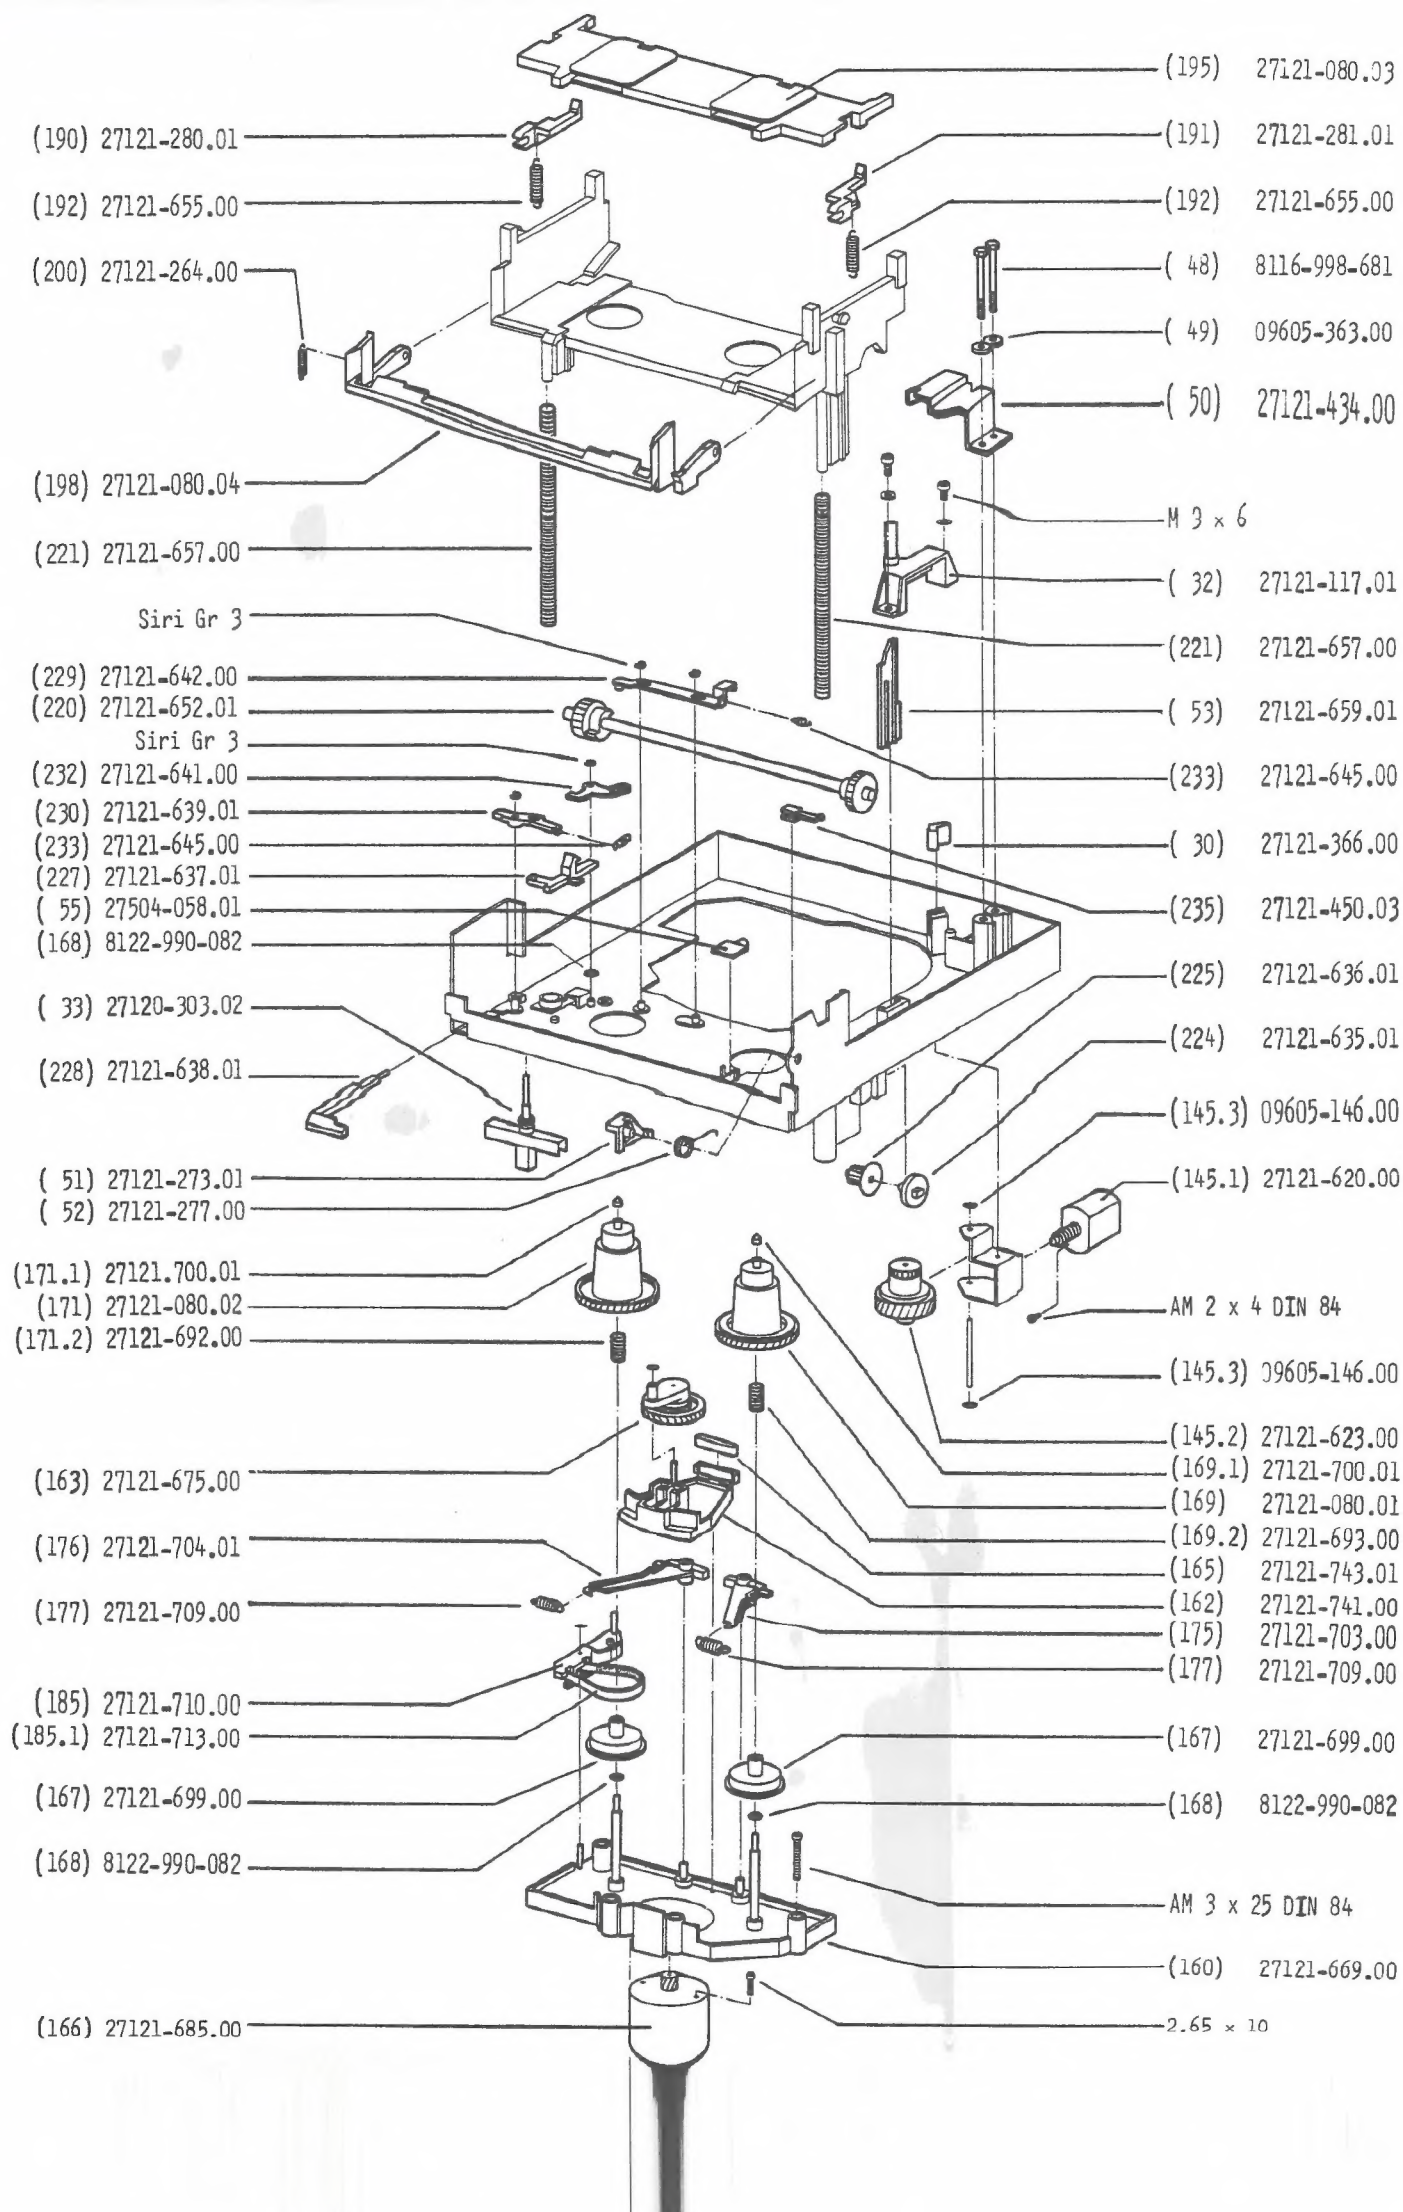 (190) 27121-280.01
(192) 27121-655.00
(200) 27121-264.00
(198) 27121-080.04
(221) 27121-657.00
Siri Gr 3
(229) 27121-642.00
(220) 27121-652.01
Siri Gr 3
(232) 27121-641.00
(230) 27121-639.01
(233) 27121-645.00
(227) 27121-637.01
( 55) 27504-058.01
(168) 8122-990-082
( 33) 27120-303.02
(228) 27121-638.01
( 51) 27121-273.01
( 52) 27121-277.00
(171.1) 27121.700.01
(171) 27121-080.02
(171.2) 27121-692.00
(163) 27121-675.00
(176) 27121-704.01
(177) 27121-709.00
(185) 27121-710.00
(185.1) 27121-713.00
(167) 27121-699.00
(168) 8122-990-082
(166) 27121-685.00
(195) 27121-080.03
(191) 27121-281.01
(192) 27121-655.00
( 48) 8116-998-681
( 49) 09605-363.00
( 50) 27121-434.00
M 3 x 6
( 32) 27121-117.01
(221) 27121-657.00
( 53) 27121-659.01
(233) 27121-645.00
( 30) 27121-366.00
(235) 27121-450.03
(225) 27121-636.01
(224) 27121-635.01
(145.3) 09605-146.00
(145.1) 27121-620.00
AM 2 x 4 DIN 84
(145.3) 09605-146.00
(145.2) 27121-623.00
(169.1) 27121-700.01
(169) 27121-080.01
(169.2) 27121-693.00
(165) 27121-743.01
(162) 27121-741.00
(175) 27121-703.00
(177) 27121-709.00
(167) 27121-699.00
(168) 8122-990-082
AM 3 x 25 DIN 84
(160) 27121-669.00
2.65 x 10